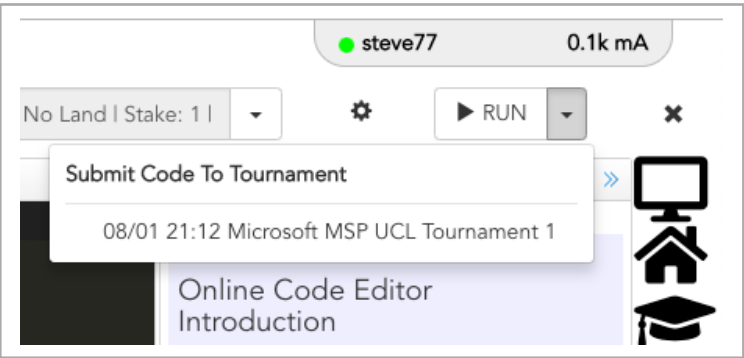 steve77 0.1k mA
No Land | Stake: 1 |
RUN
Submit Code To Tournament
08/01 21:12 Microsoft MSP UCL Tournament 1
Online Code Editor
Introduction